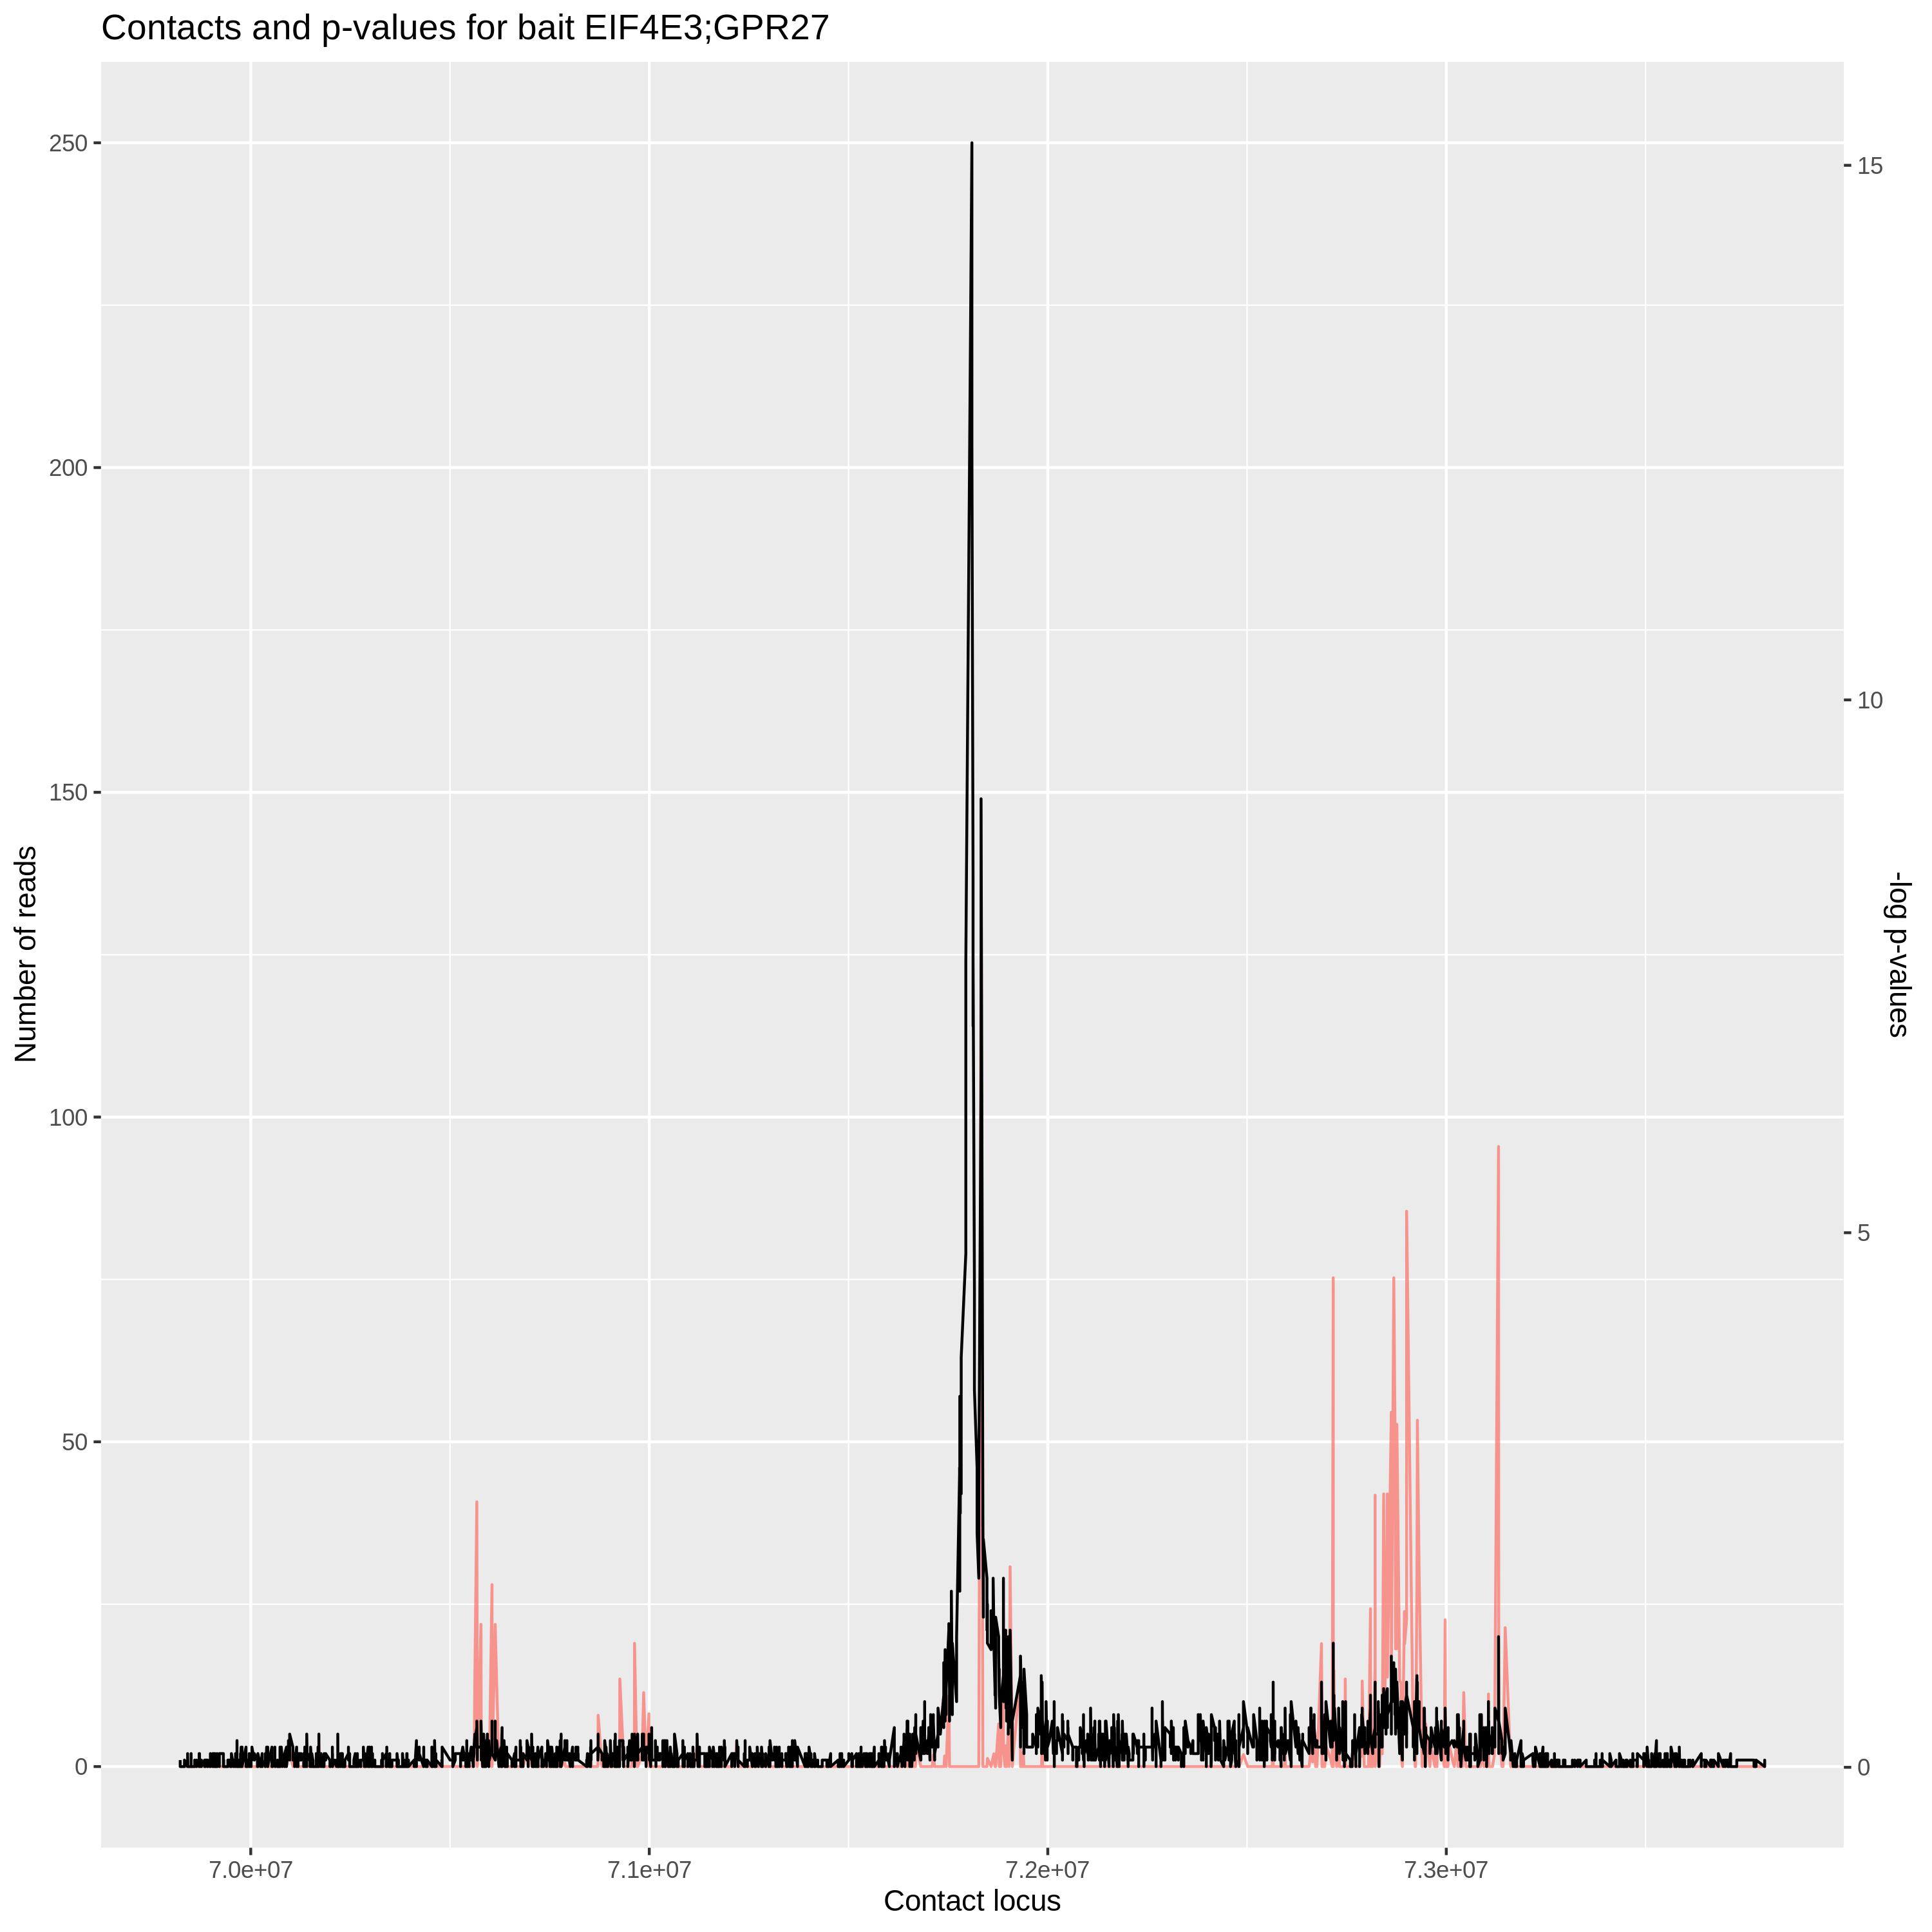 Contacts and p-values for bait EIF4E3;GPR27
250
200
150
100
50
0
15
10
5
0
Number of reads
-log p-values
7.0e+07 7.1e+07 7.2e+07 7.3e+07
Contact locus